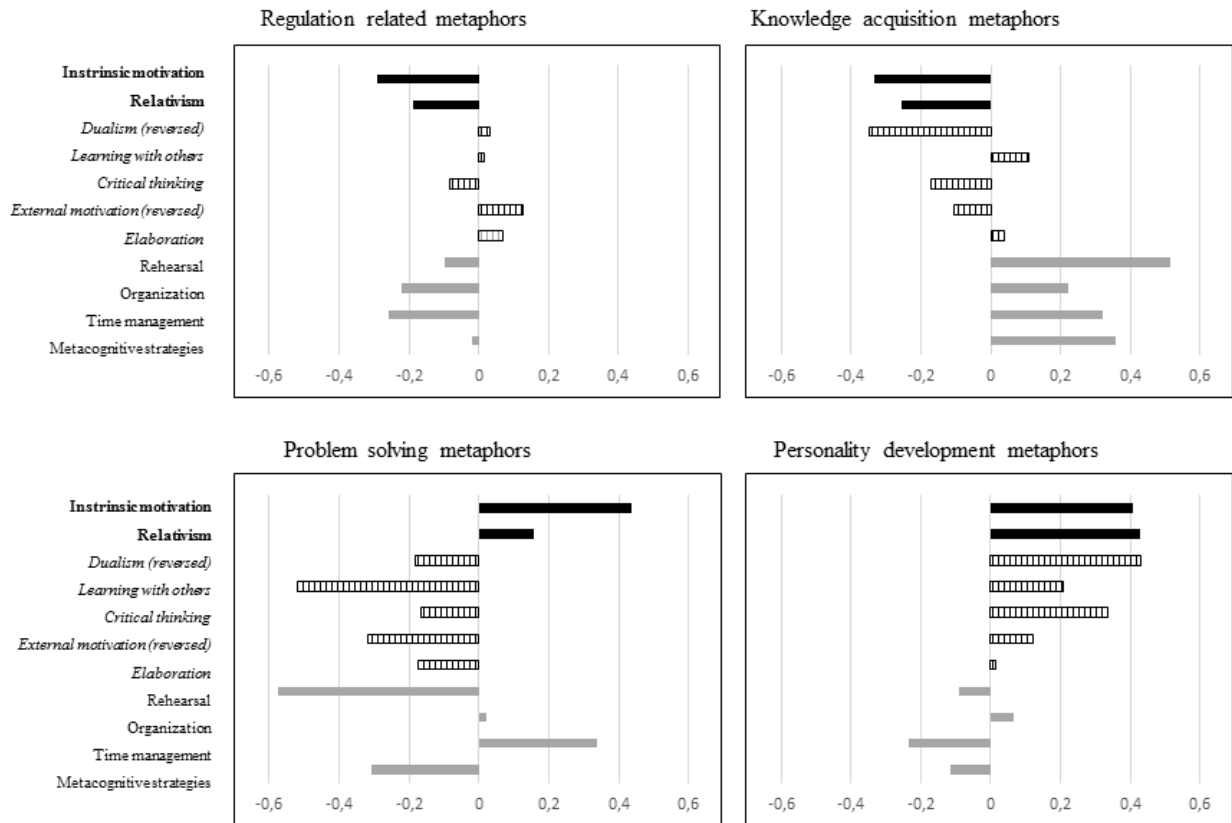 Regulation related metaphors
Knowledge acquisition metaphors
Instrinsic motivation
Relativism
Dualism (reversed)
Learning with others
Critical thinking
External motivation (reversed)
Elaboration
Rehearsal
Organization
Time management
Metacognitive strategies
-0,6 -0,4 -0,2 0 0,2 0,4 0,6
-0,6 -0,4 -0,2 0 0,2 0,4 0,6
Problem solving metaphors
Personality development metaphors
Instrinsic motivation
Relativism
Dualism (reversed)
Learning with others
Critical thinking
External motivation (reversed)
Elaboration
Rehearsal
Organization
Time management
Metacognitive strategies
-0,6 -0,4 -0,2 0 0,2 0,4 0,6
-0,6 -0,4 -0,2 0 0,2 0,4 0,6